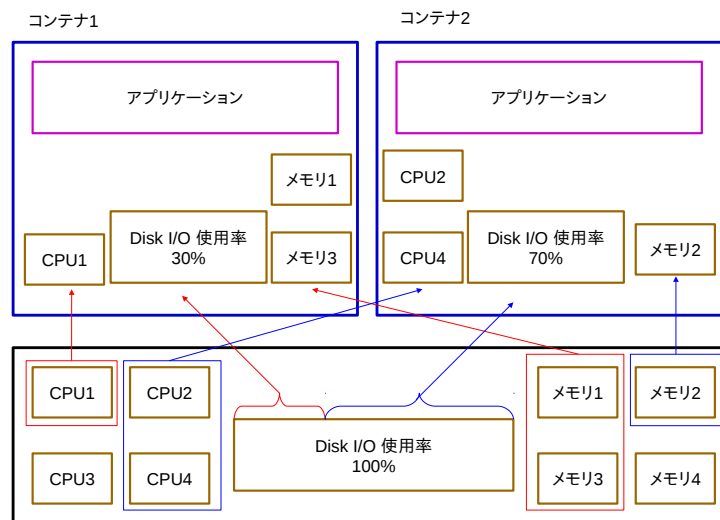 コンテナ1
コンテナ2
アプリケーション
アプリケーション
メモリ1
CPU2
CPU1
Disk I/O 使用率
30%
メモリ3
CPU4
Disk I/O 使用率
70%
メモリ2
CPU1
CPU2
メモリ1
メモリ2
Disk I/O 使用率
100%
CPU3
CPU4
メモリ3
メモリ4